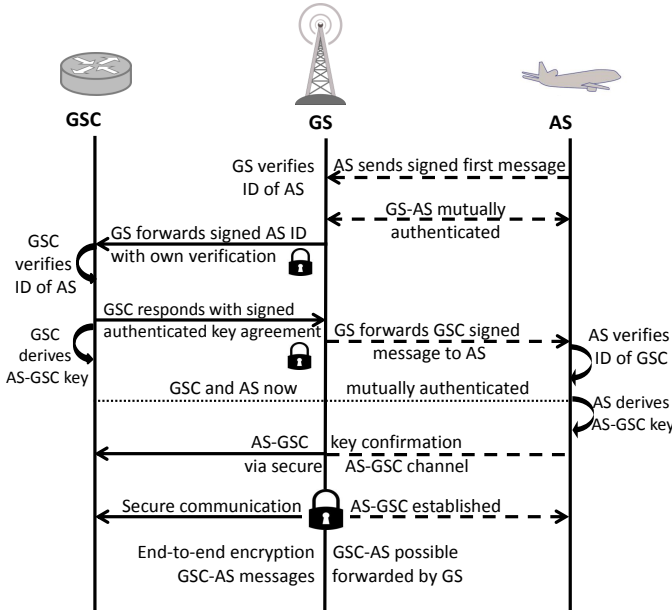 GSC
GS
AS
GS verifies
ID of AS
AS sends signed first message
GS-AS mutually
authenticated
GS forwards signed AS ID
with own verification
GSC
verifies
ID of AS
GSC responds with signed
authenticated key agreement
GSC
derives
AS-GSC key
GS forwards GSC signed
message to AS
AS verifies
ID of GSC
GSC and AS now mutually authenticated
AS derives
AS-GSC key
AS-GSC key confirmation
via secure AS-GSC channel
Secure communication AS-GSC established
End-to-end encryption GSC-AS possible
GSC-AS messages forwarded by GS